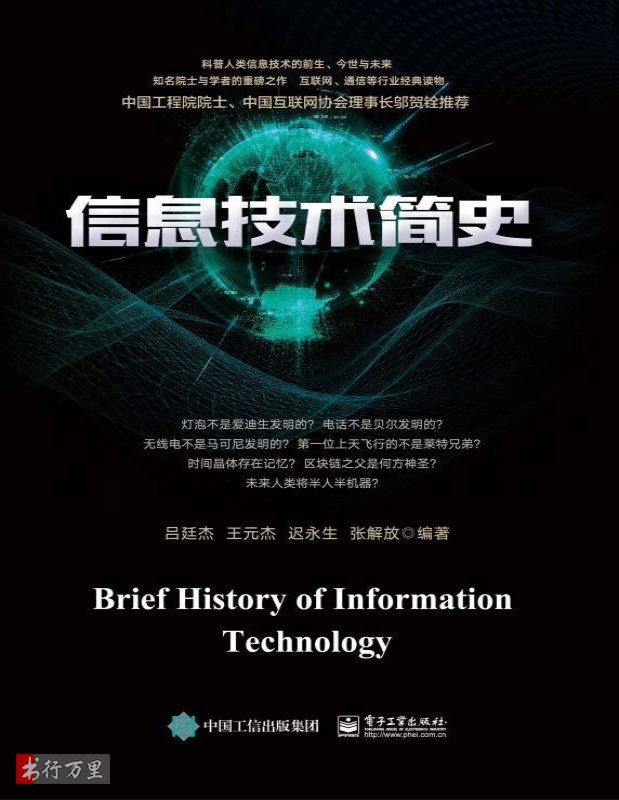 科普人类信息技术的前生、今世与未来
知名院士与学者的重磅之作 互联网、通信等行业经典读物
中国工程院院士、中国互联网协会理事长邬贺铨推荐
信息技术简史
灯泡不是爱迪生发明的？ 电话不是贝尔发明的？
无线电不是马可尼发明的？ 第一位上天飞行的不是莱特兄弟？
时间晶体存在记忆？ 区块链之父是何方神圣？
未来人类将半人半机器？
吕廷杰 王元杰 迟永生 张解放◎编著
Brief History of Information
Technology
中国工信出版集团
电子工业出版社
PUBLISHING HOUSE OF ELECTRONICS INDUSTRY
http://www.phei.com.cn
书行万里